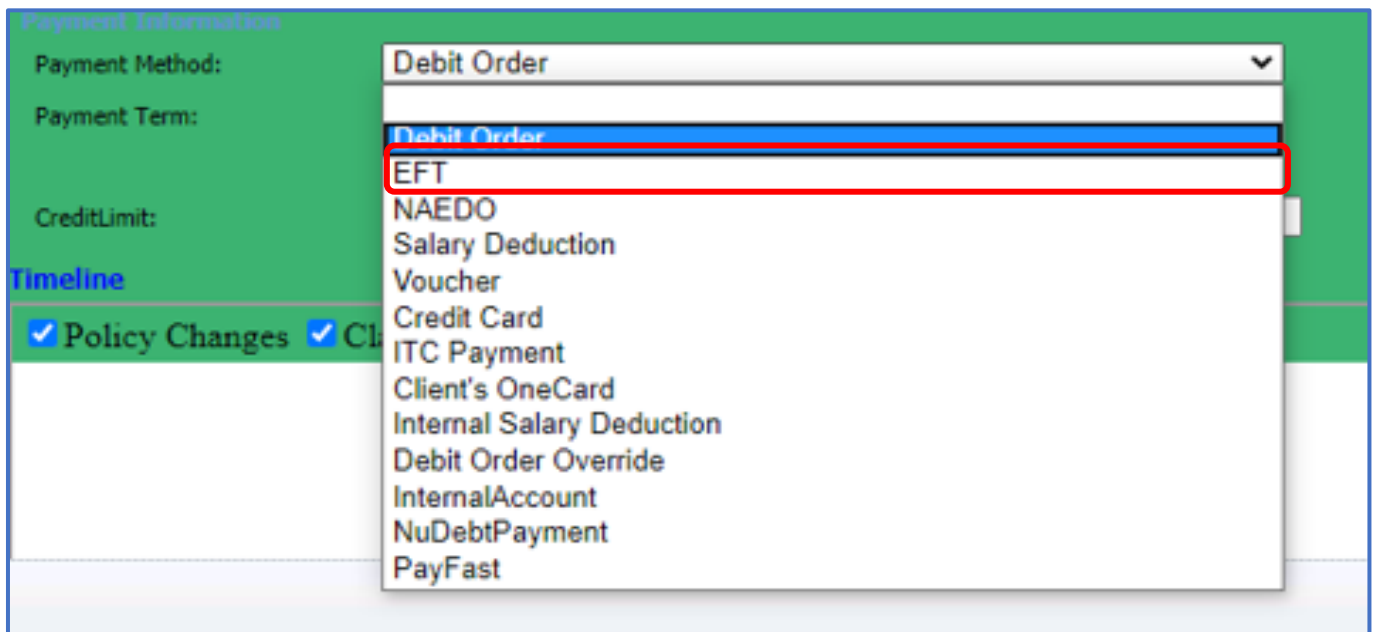 Payment Information
Payment Method:
Debit Order
Payment Term:
Debit Order
EFT
NAEDO
CreditLimit:
Salary Deduction
Timeline
Voucher
Credit Card
Policy Changes
ITC Payment
Client's OneCard
Internal Salary Deduction
Debit Order Override
InternalAccount
NuDebtPayment
PayFast